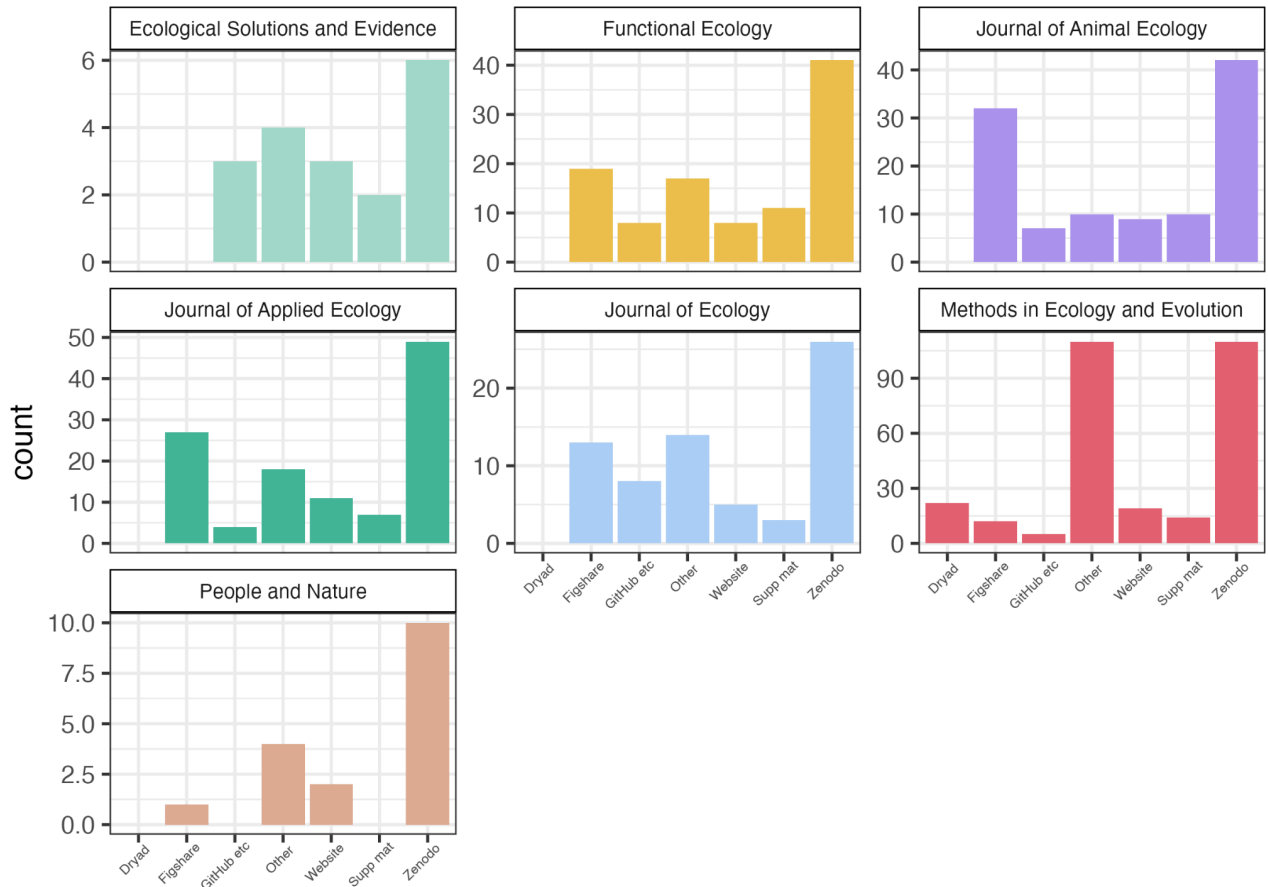 Ecological Solutions and Evidence
Functional Ecology
Journal of Animal Ecology
6
4
2
0
40
30
20
10
0
40
30
20
10
0
Journal of Applied Ecology
Journal of Ecology
Methods in Ecology and Evolution
count
50
40
30
20
10
0
20
10
0
90
60
30
0
Dryad
Figshare
GitHub etc
Other
Website
Supp mat
Zenodo
Dryad
Figshare
GitHub etc
Other
Website
Supp mat
Zenodo
People and Nature
10.0
7.5
5.0
2.5
0.0
Dryad
Figshare
GitHub etc
Other
Website
Supp mat
Zenodo